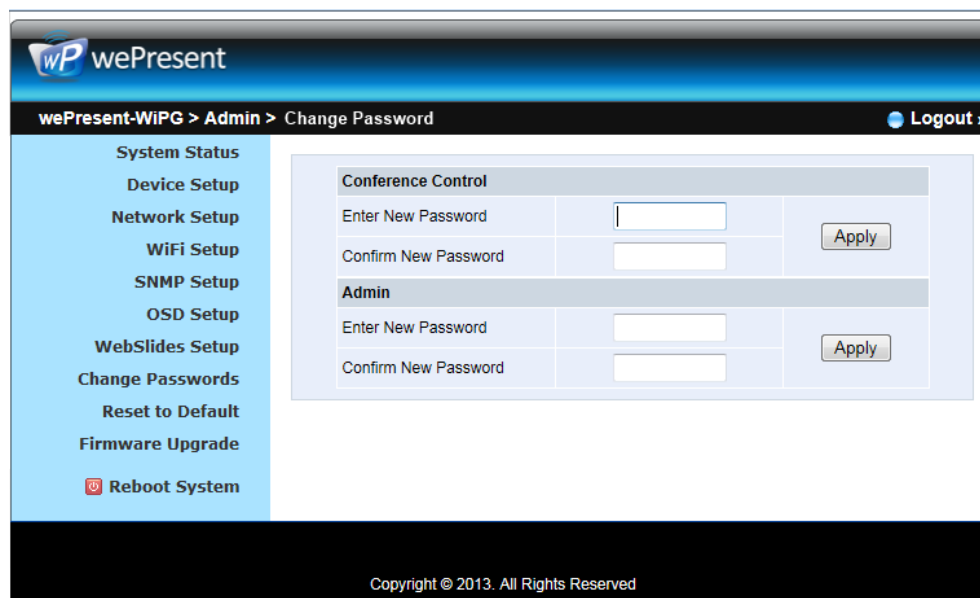 wP wePresent
wePresent-WiPG > Admin > Change Password
Logout
System Status
Device Setup
Network Setup
WiFi Setup
SNMP Setup
OSD Setup
WebSlides Setup
Change Passwords
Reset to Default
Firmware Upgrade
Reboot System
Conference Control
Enter New Password
Confirm New Password
Apply
Admin
Enter New Password
Confirm New Password
Apply
Copyright © 2013. All Rights Reserved